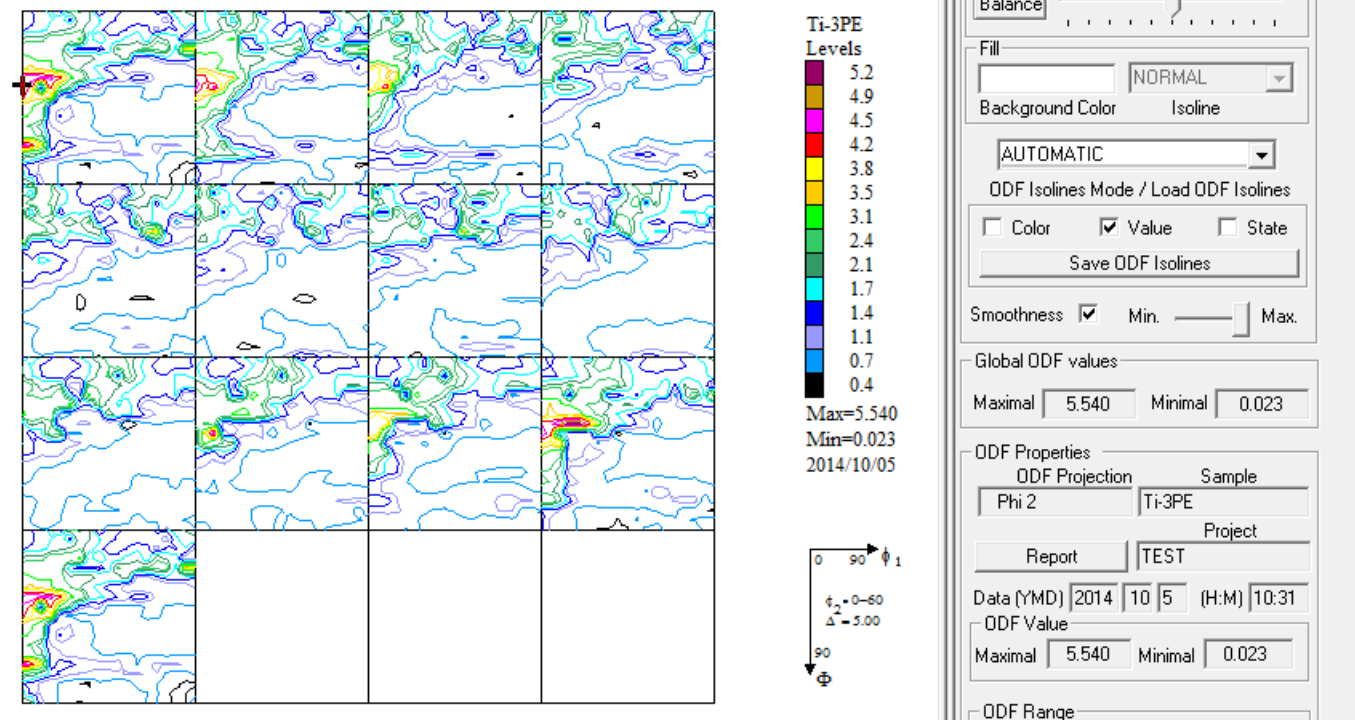 Ti-3PE
Levels
5.2
4.9
4.5
4.2
3.8
3.5
3.1
2.4
2.1
1.7
1.4
1.1
0.7
0.4
Max=5.540
Min=0.023
2014/10/05
0 90 ϕ 1
ϕ2=0-60
Δ =5.00
90
Φ
Balance
Fill
NORMAL
Background Color Isoline
AUTOMATIC
ODF Isolines Mode / Load ODF Isolines
Color Value State
Save ODF Isolines
Smoothness Min. Max.
Global ODF values
Maximal 5.540 Minimal 0.023
ODF Properties
ODF Projection Sample
Phi 2 Ti-3PE
Project
Report TEST
Data (YMD) 2014 10 5 (H:M) 10:31
ODF Value
Maximal 5.540 Minimal 0.023
ODF Range